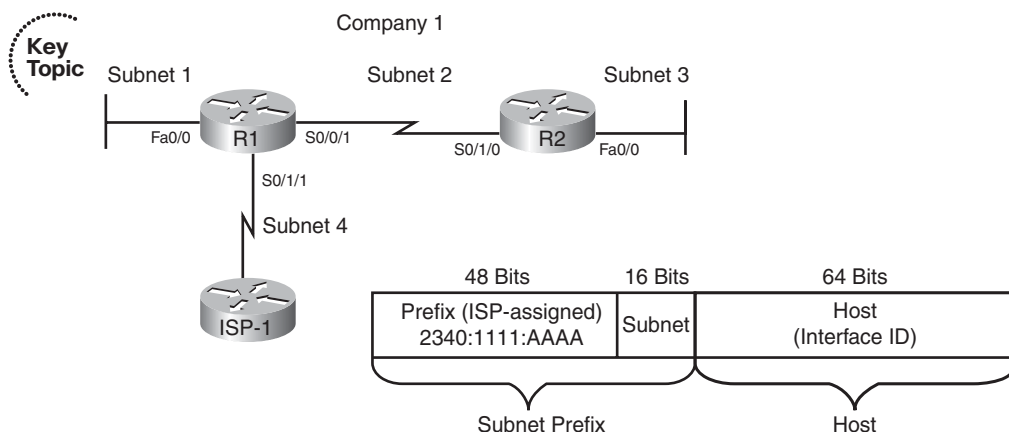 Company 1
Key
Topic
Subnet 1
Subnet 2
Subnet 3
Fa0/0
R1
S0/0/1
S0/1/0
R2
Fa0/0
S0/1/1
Subnet 4
ISP-1
48 Bits
16 Bits
64 Bits
Prefix (ISP-assigned)
2340:1111:AAAA
Subnet
Host
(Interface ID)
Subnet Prefix
Host